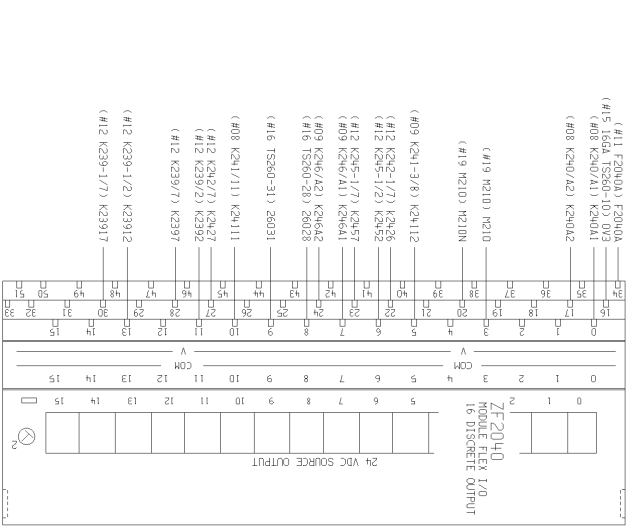 (#12 K239-1/7) K23917
(#12 K239-1/2) K23912
(#12 K239/7) K2397
(#12 K239/2) K2392
(#12 K242/7) K2427
(#08 K241/11) K24111
(#16 TS260-31) 26031
(#16 TS260-28) 26028
(#09 K246/A2) K246A2
(#09 K246/A1) K246A1
(#12 K245-1/7) K2457
(#12 K245-1/2) K2452
(#12 K242-1/7) K2426
(#09 K241-3/8) K24112
(#19 M210) M210N
(#19 M210) M210
(#08 K240/A2) K240A2
(#08 K240/A1) K240A1
(#15 16GA TS260-10) 0V3
(#11 F2040A) F2040A
51 50 49 48 47 46 45 44 43 42 41 40 39 38 37 36 35 34
33 32 31 30 29 28 27 26 25 24 23 22 21 20 19 18 17 16
15 14 13 12 11 10 9 8 7 6 5 4 3 2 1 0
V V
COM COM
15 14 13 12 11 10 9 8 7 6 5 4 3 2 1 0
15 14 13 12 11 10 9 8 7 6 5 2 1 0
ZF2040
MODULE FLEX I/O
16 DISCRETE OUTPUT
2
24 VDC SOURCE OUTPUT